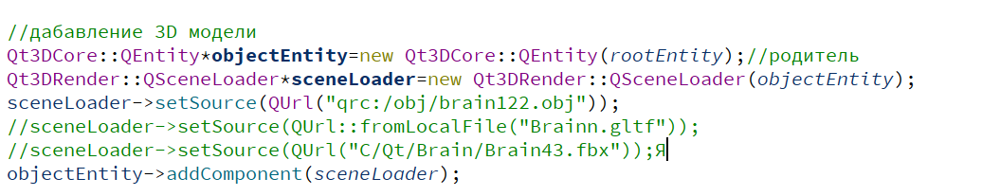 //дабавление 3D модели
Qt3DCore::QEntity*objectEntity=new Qt3DCore::QEntity(rootEntity);//родитель
Qt3DRender::QSceneLoader*sceneLoader=new Qt3DRender::QSceneLoader(objectEntity);
sceneLoader->setSource(QUrl("qrc:/obj/brain122.obj"));
//sceneLoader->setSource(QUrl::fromLocalFile("Brainn.gltf"));
//sceneLoader->setSource(QUrl("C/Qt/Brain/Brain43.fbx"));Я
objectEntity->addComponent(sceneLoader);